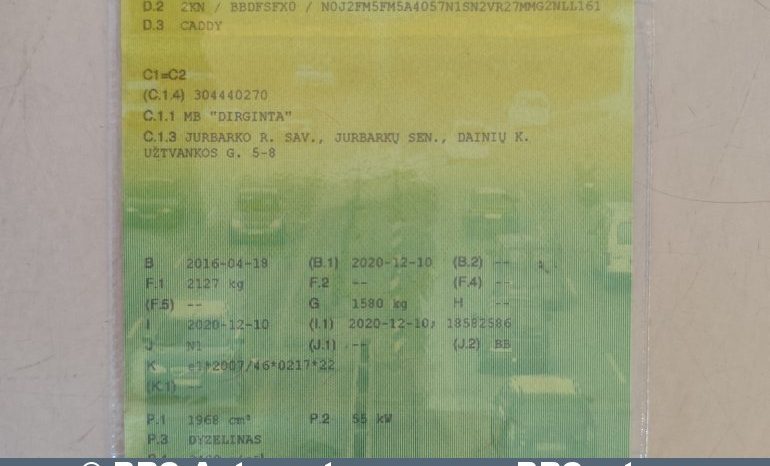 D.2 2KN / BBDFSFX0 / N0J2FM5FM5A4057N1SN2VR27MMG2NLL161
D.3 CADDY
C1=C2
(C.1.4) 304440270
C.1.1 MB "DIRGINTA"
C.1.3 JURBARKO R. SAV., JURBARKŲ SEN., DAINIŲ K.
UŽTVANKOS G. 5-8
B 2016-04-18 (B.1) 2020-12-10 (B.2) --
F.1 2127 kg F.2 -- (F.4) --
(F.5) -- G 1580 kg H --
I 2020-12-10 (I.1) 2020-12-10; 18582586
J N1 (J.1) -- (J.2) BB
K e1*2007/46*0217*22
(K.1) --
P.1 1968 cm³ P.2 55 kW
P.3 DYZELINAS